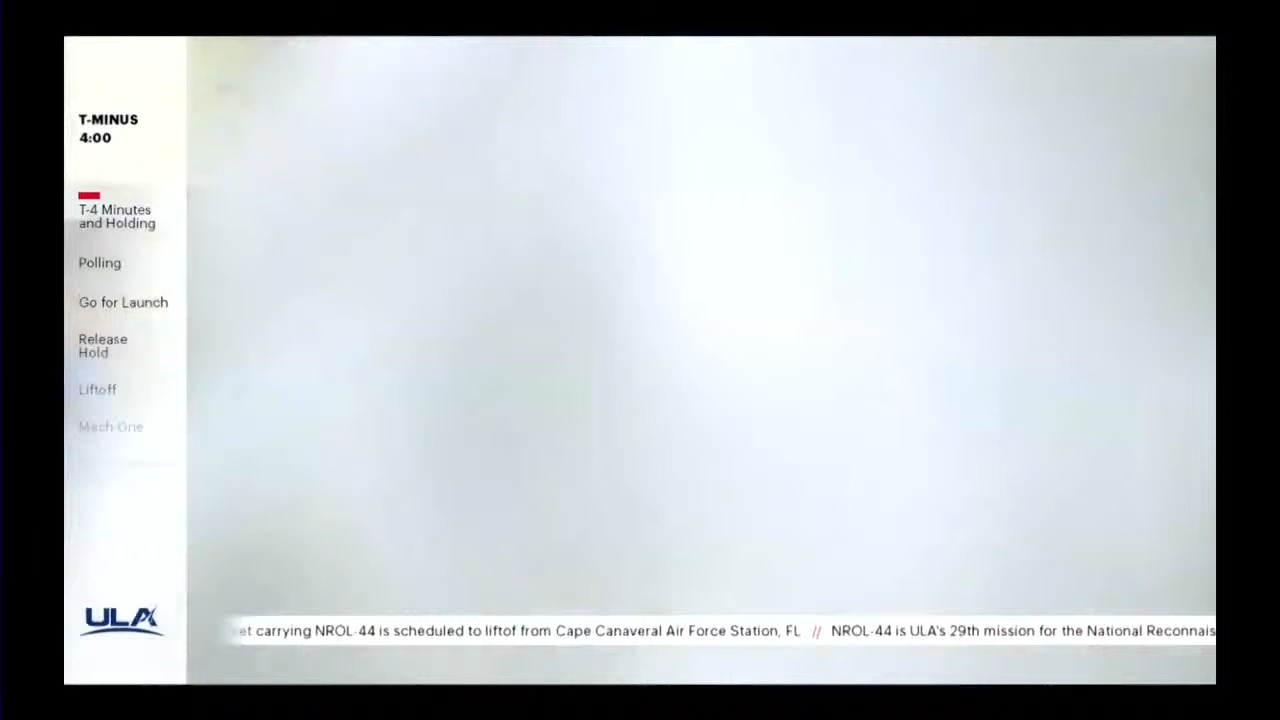 T-MINUS
4:00
T-4 Minutes
and Holding
Polling
Go for Launch
Release
Hold
Liftoff
Mach One
ULA
carrying NROL-44 is scheduled to liftof from Cape Canaveral Air Force Station, FL // NROL-44 is ULA's 29th mission for the National Reconnais